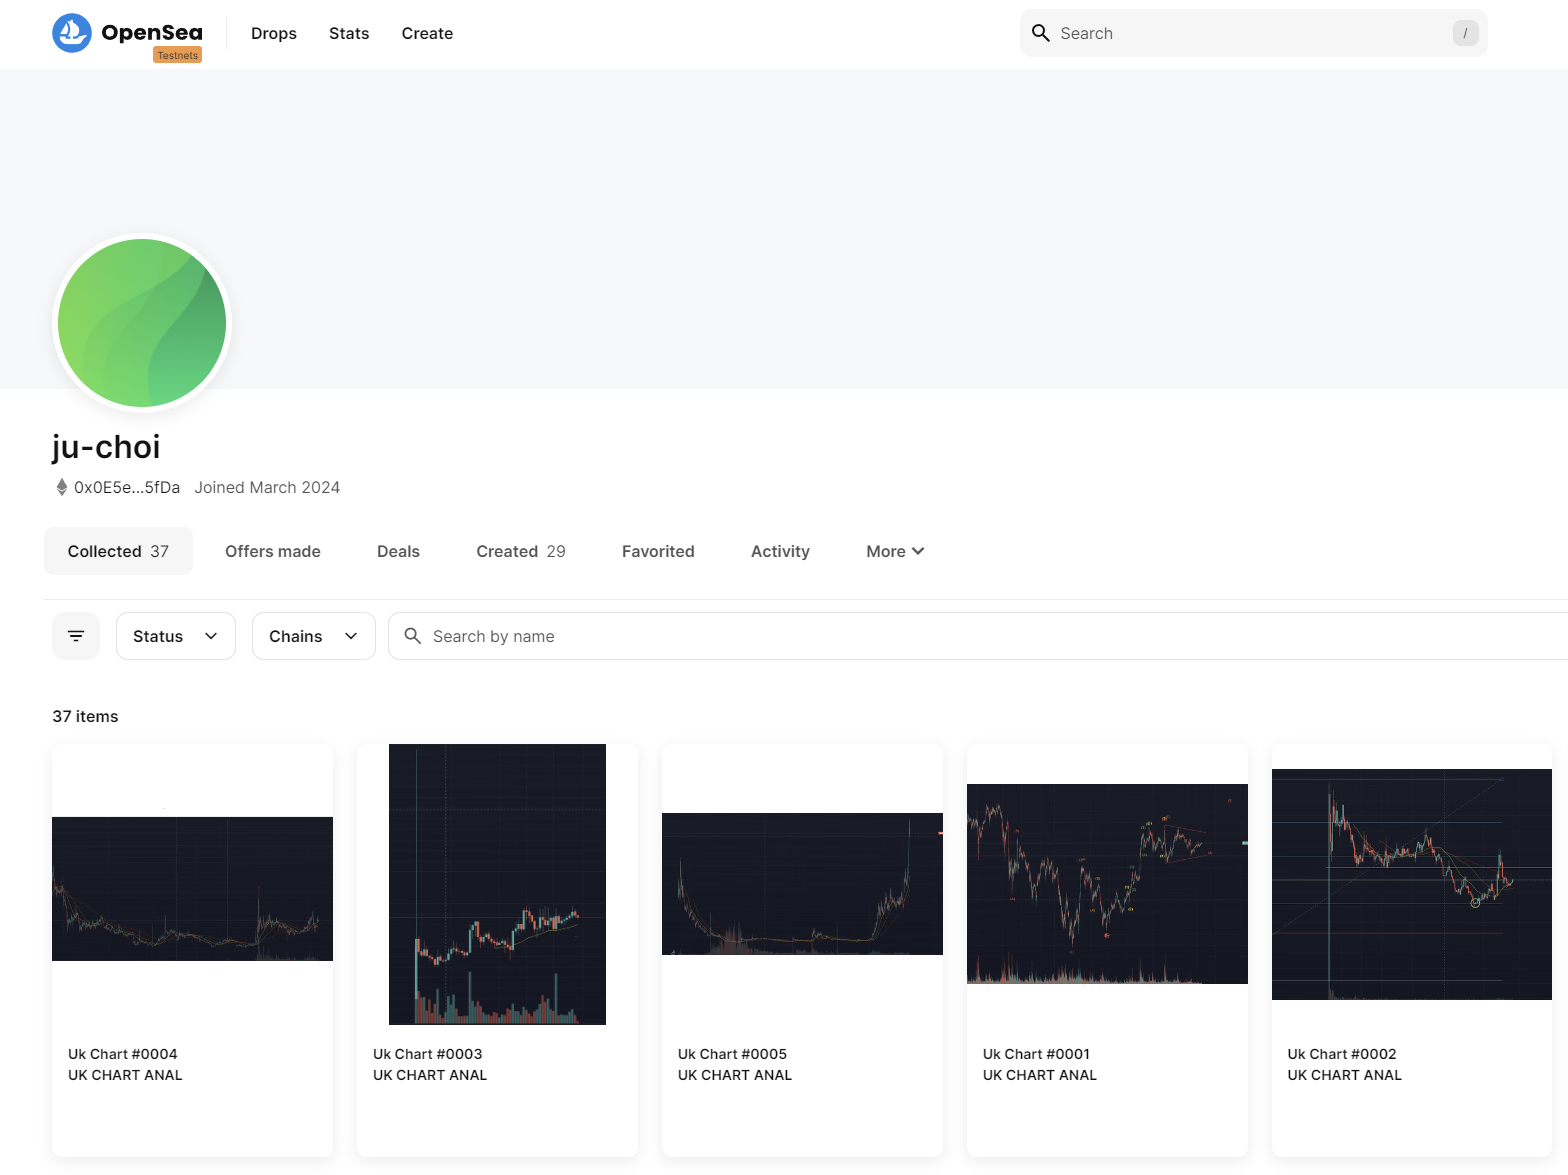 OpenSea
Testnets
Drops Stats Create
Search /
ju-choi
0x0E5e...5fDa Joined March 2024
Collected 37 Offers made Deals Created 29 Favorited Activity More
Status Chains Search by name
37 items
Uk Chart #0004
UK CHART ANAL
Uk Chart #0003
UK CHART ANAL
Uk Chart #0005
UK CHART ANAL
Uk Chart #0001
UK CHART ANAL
Uk Chart #0002
UK CHART ANAL